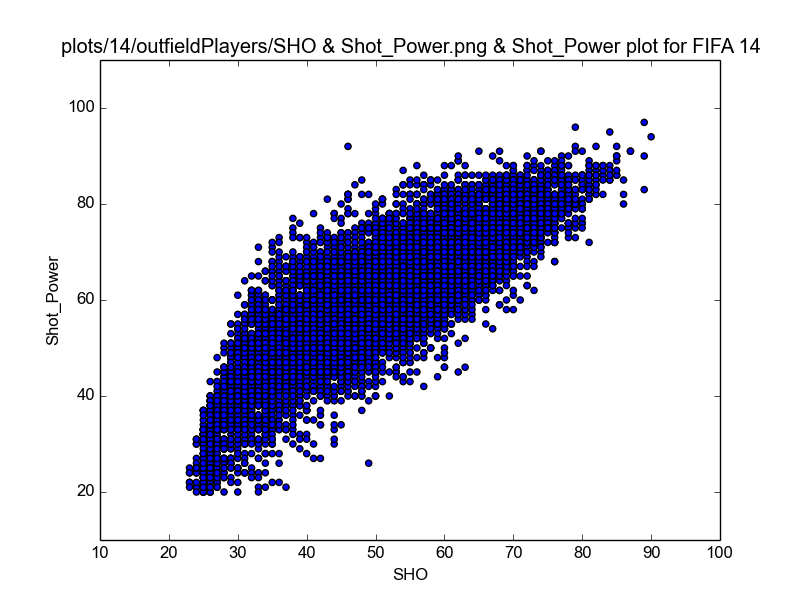 plots/14/outfieldPlayers/SHO & Shot_Power.png & Shot_Power plot for FIFA 14
100
80
Shot_Power
60
40
20
10 20 30 40 50 60 70 80 90 100
SHO